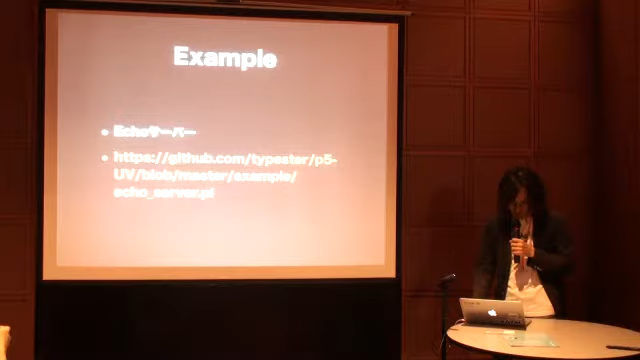 Example
Echoサーバー
https://github.com/typester/p5-
UV/blob/master/example/
echo_server.pl